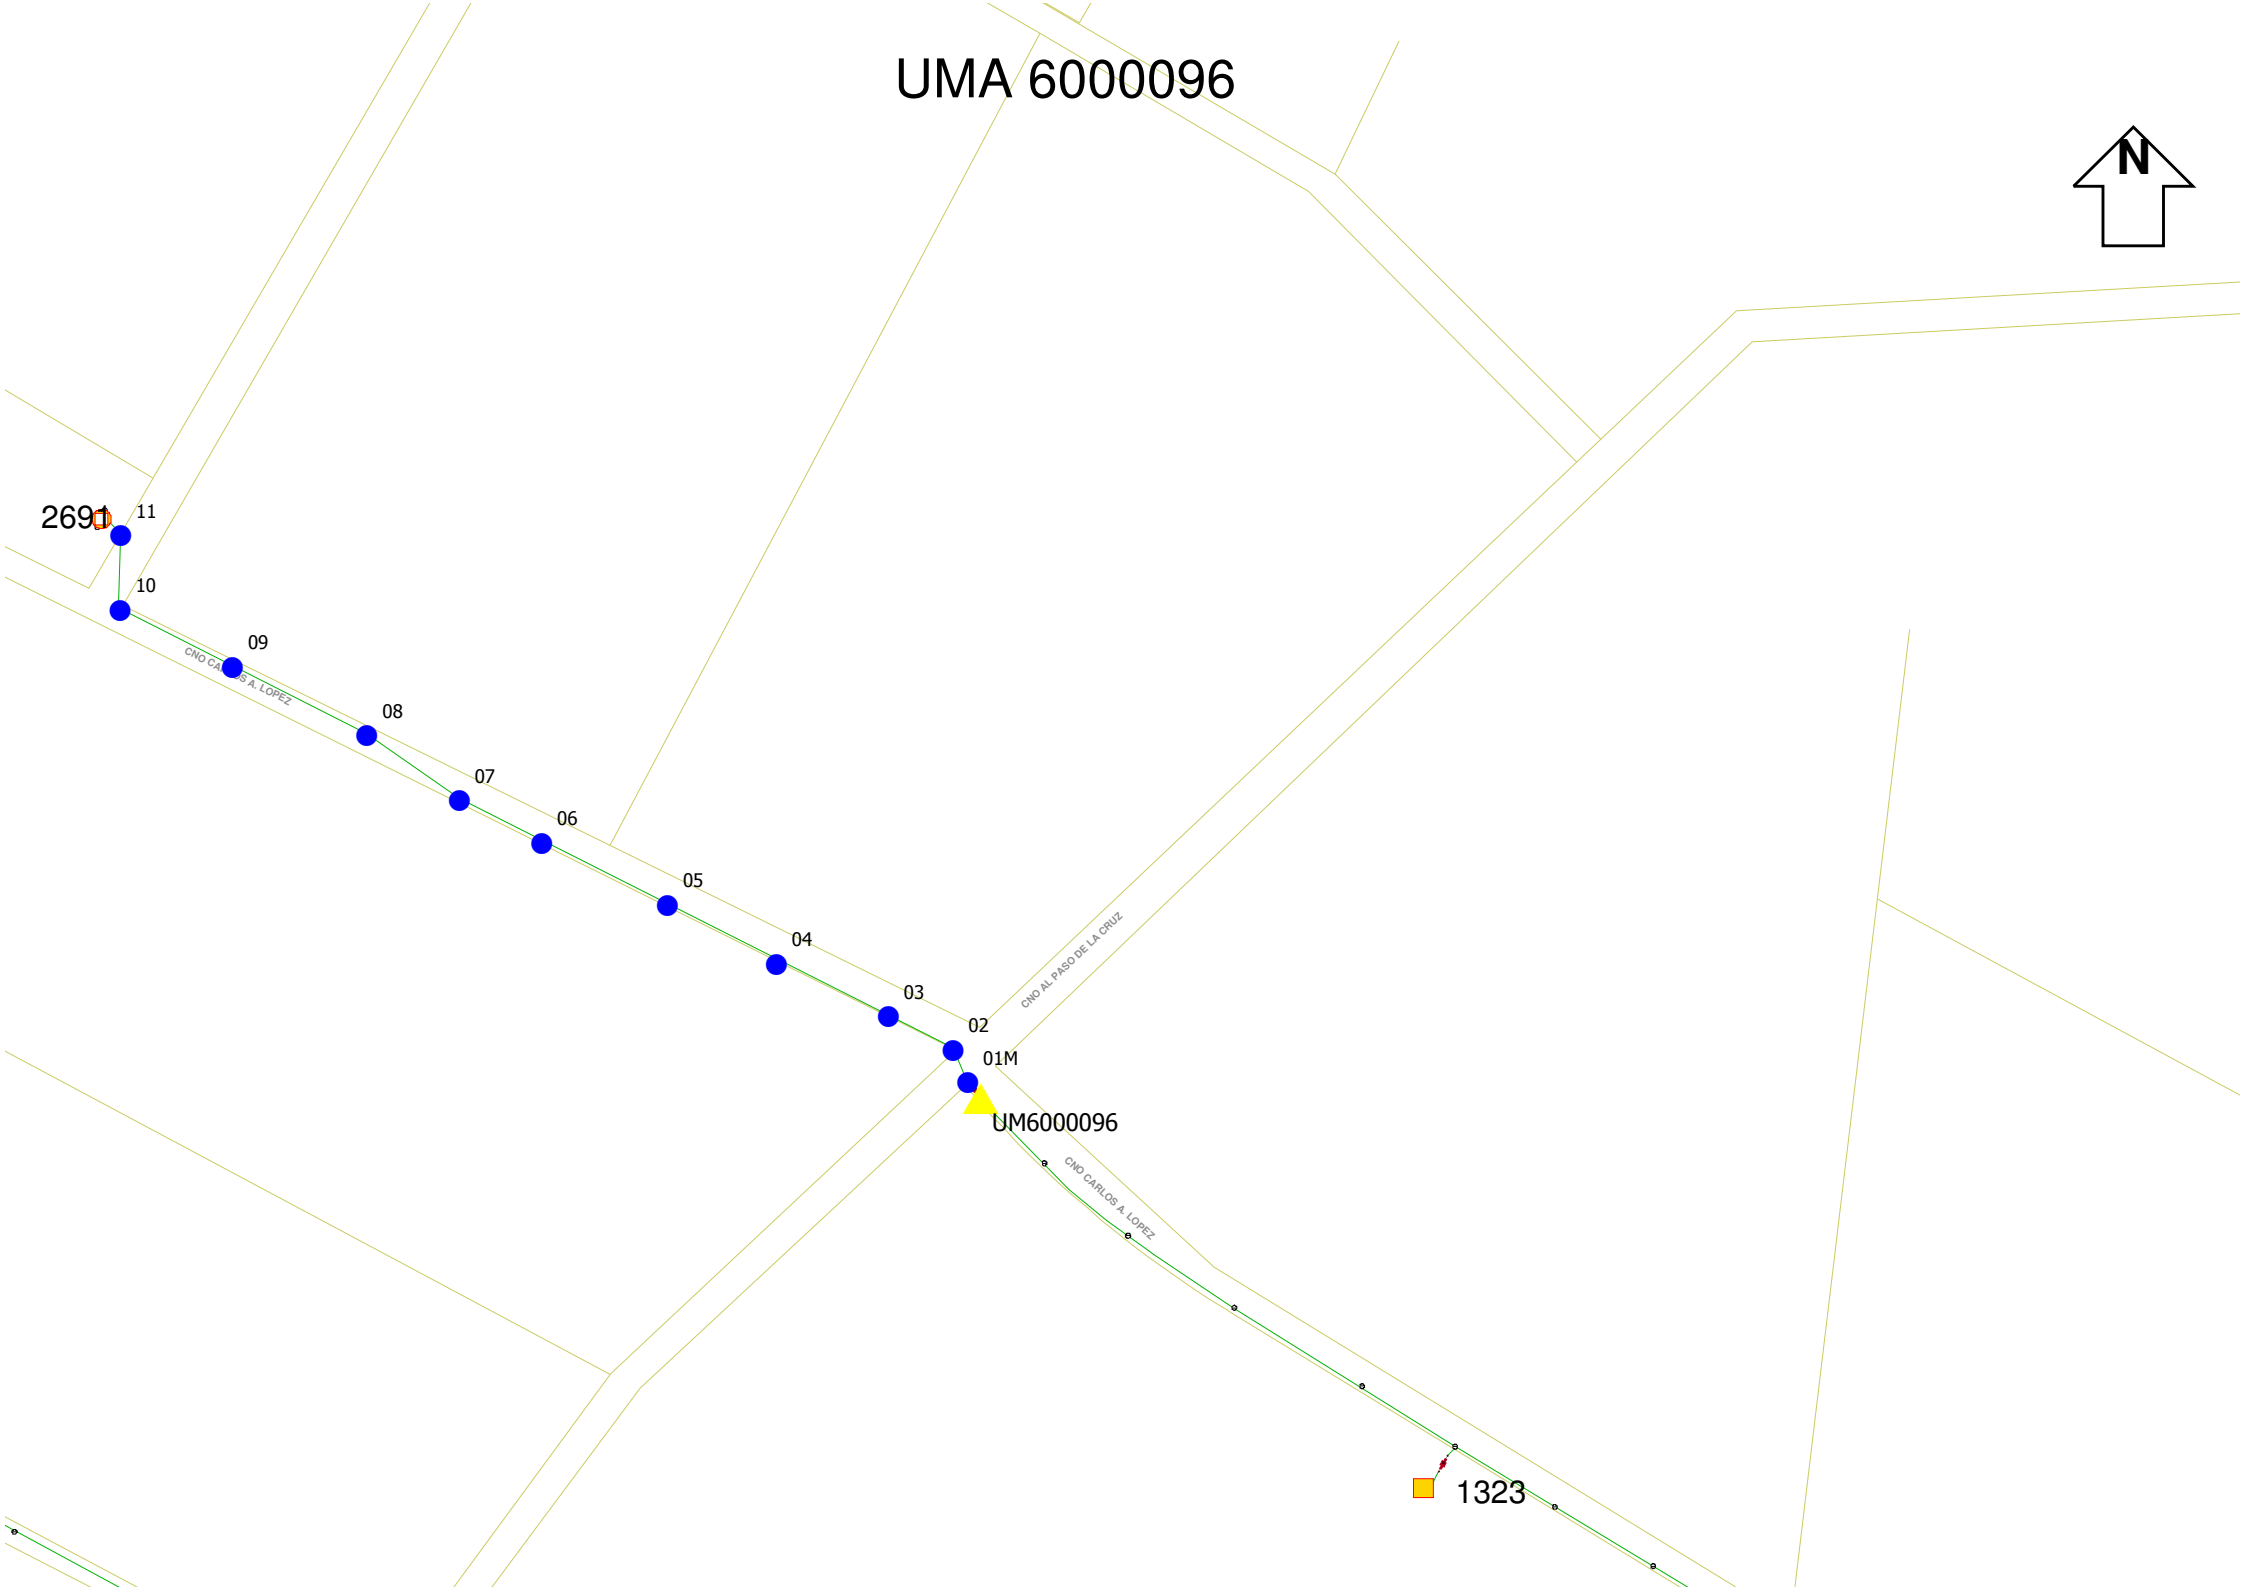 UMA 6000096
N
2691
11
10
09
CNO CARLOS A. LOPEZ
08
07
06
05
04
CNO AL PASO DE LA CRUZ
03
02
01M
UM6000096
CNO CARLOS A. LOPEZ
1323